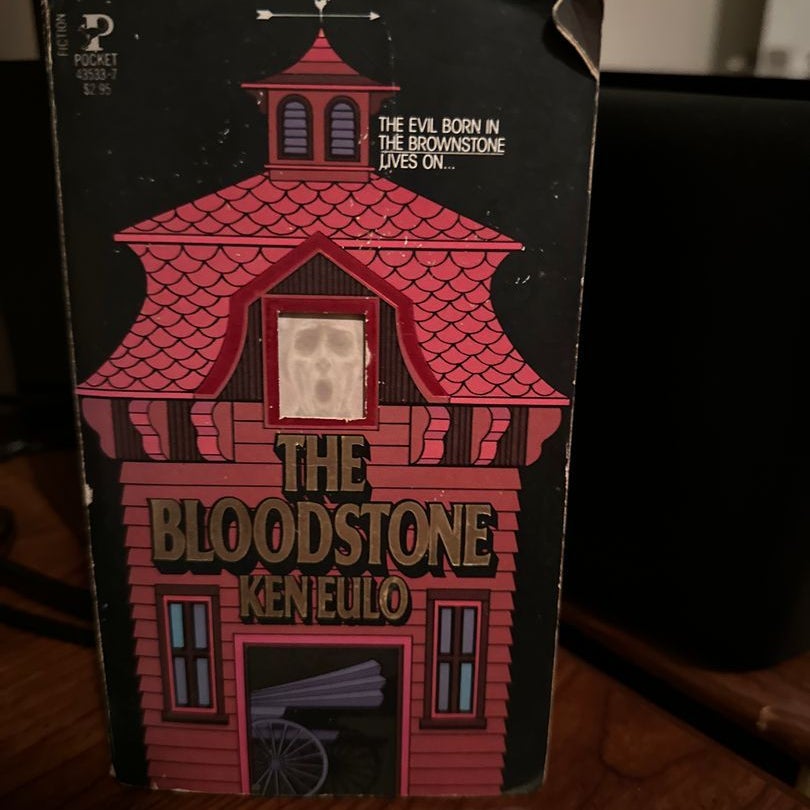 FICTION
P
POCKET
43533-7
$2.95
THE EVIL BORN IN
THE BROWNSTONE
LIVES ON...
THE
BLOODSTONE
KEN EULO